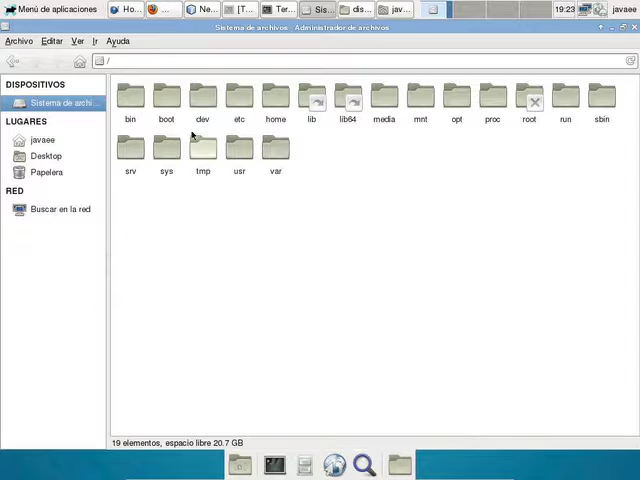 Menú de aplicaciones Ho... ... Ne... [T... Ter... Sis... dis... jav... 19:23 javaee
Sistema de archivos - Administrador de archivos
Archivo Editar Ver Ir Ayuda
/
DISPOSITIVOS
Sistema de archi...
LUGARES
javaee
Desktop
Papelera
RED
Buscar en la red
bin boot dev etc home lib lib64 media mnt opt proc root run sbin
srv sys tmp usr var
19 elementos, espacio libre 20.7 GB